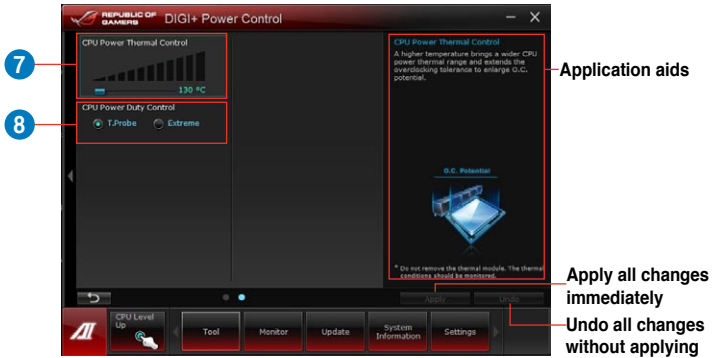 REPUBLIC OF
GAMERS
DIGI+ Power Control
7
CPU Power Thermal Control
130 °C
8
CPU Power Duty Control
T.Probe
Extreme
CPU Power Thermal Control
A higher temperature brings a wider CPU
power thermal range and extends the
overclocking tolerance to enlarge O.C.
potential.
O.C. Potential
* Do not remove the thermal module. The thermal
conditions should be monitored.
Application aids
Apply
Undo
Apply all changes
immediately
Undo all changes
without applying
CPU Level
Up
Tool
Monitor
Update
System
Information
Settings